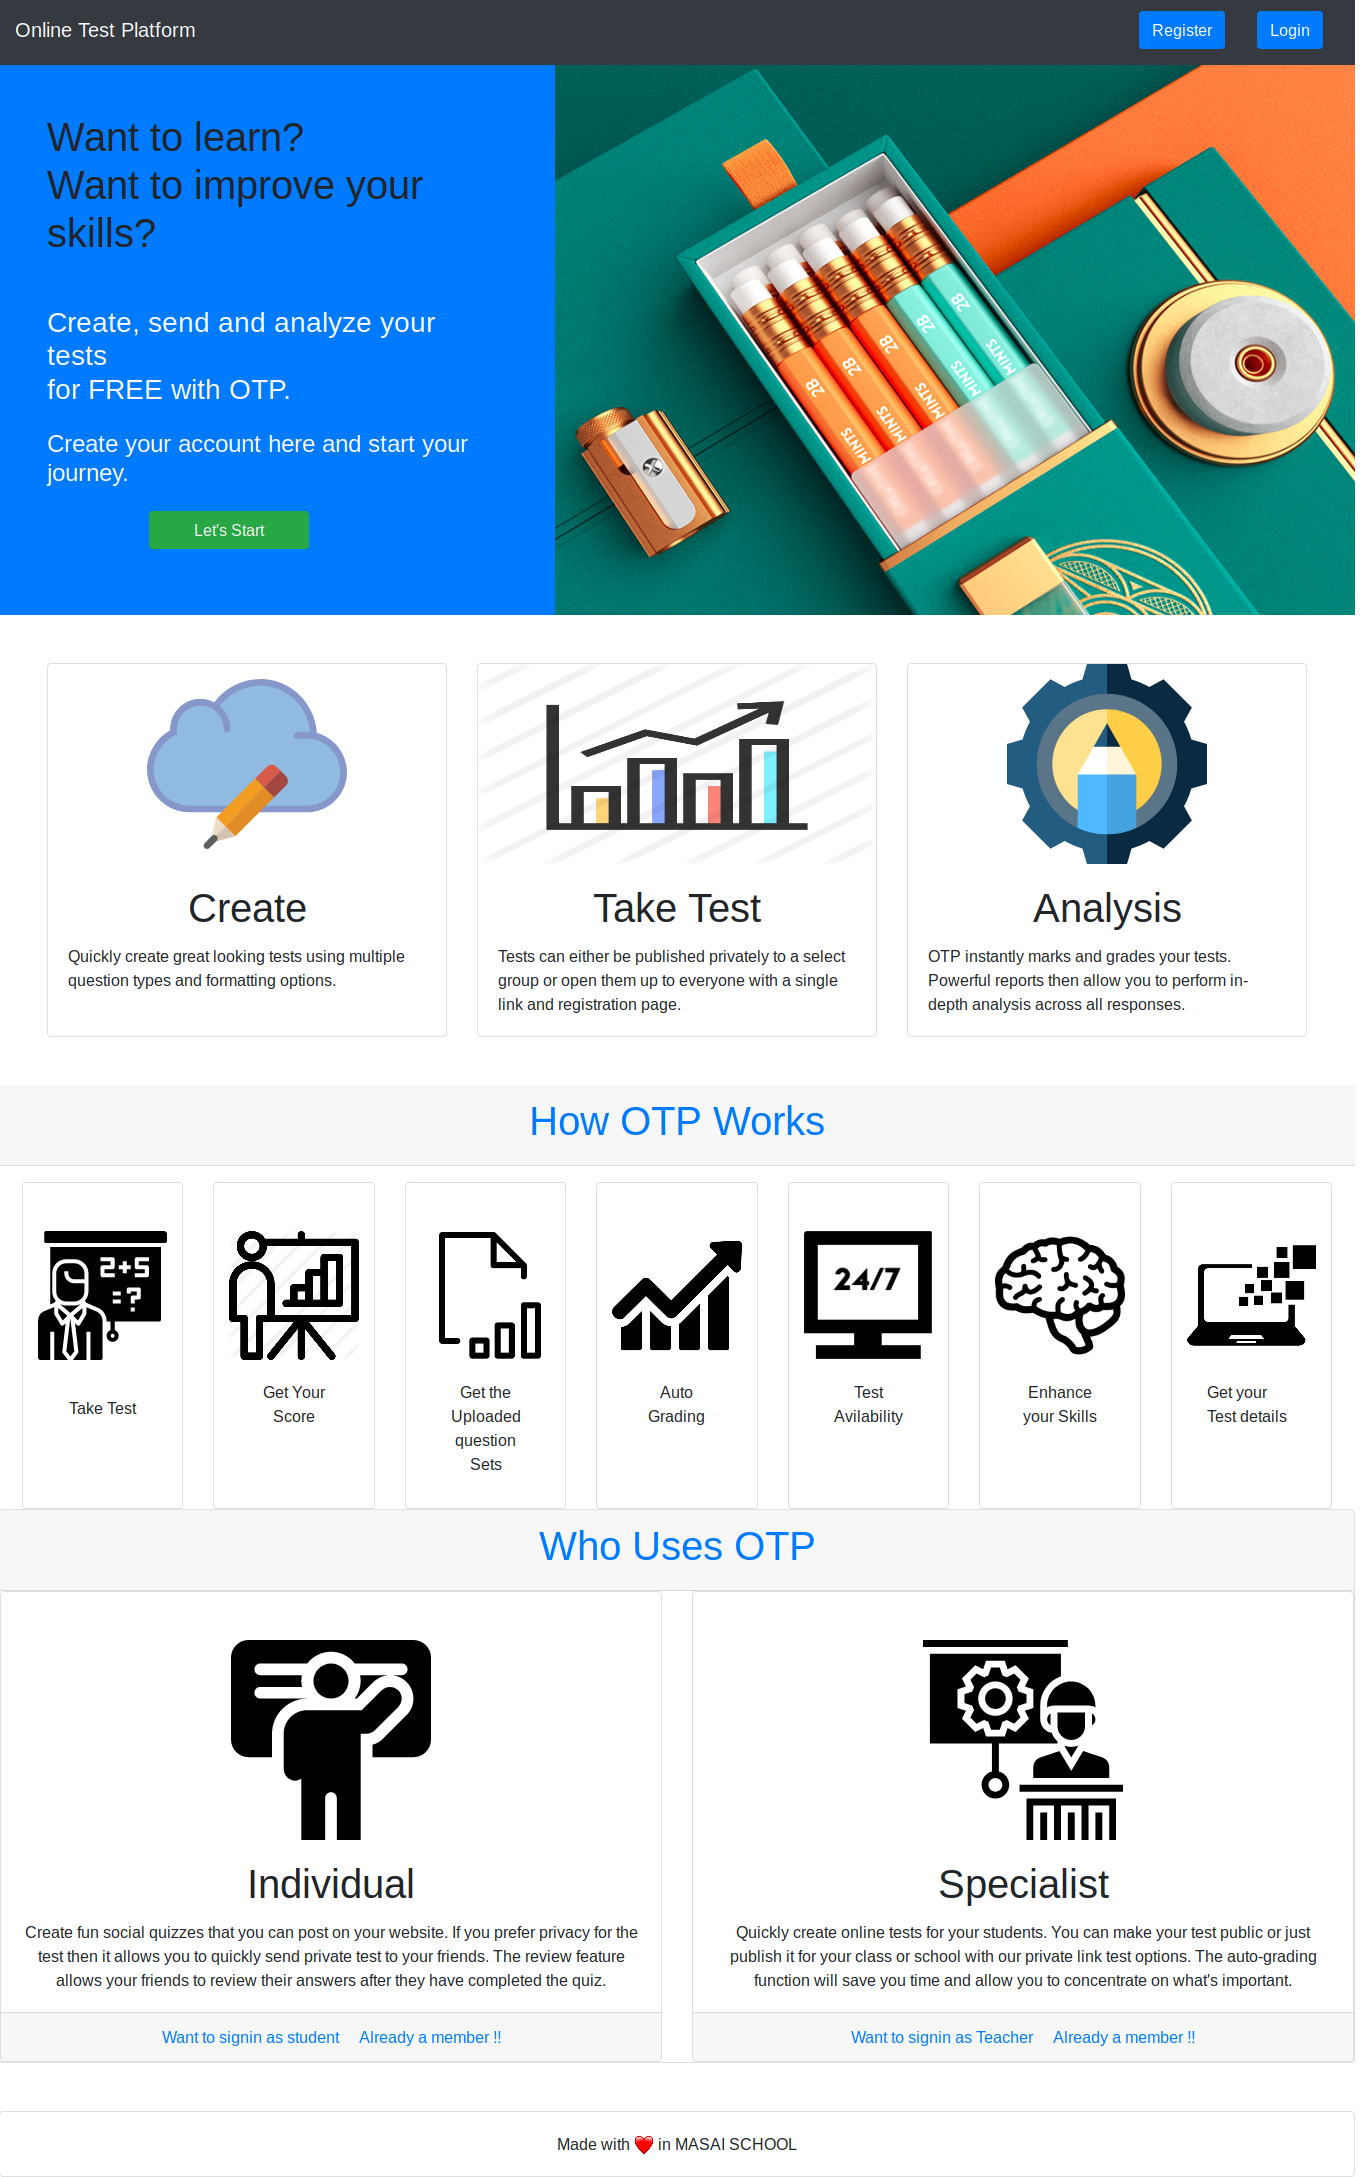 Online Test Platform
Register
Login
Want to learn?
Want to improve your
skills?
Create, send and analyze your
tests
for FREE with OTP.
Create your account here and start your
journey.
Let's Start
2B
2B
2B
2B
2B
MINTS
MINTS
MINTS
MINTS
MINTS
Create
Quickly create great looking tests using multiple
question types and formatting options.
Take Test
Tests can either be published privately to a select
group or open them up to everyone with a single
link and registration page.
Analysis
OTP instantly marks and grades your tests.
Powerful reports then allow you to perform in-
depth analysis across all responses.
How OTP Works
2+5
=?
Take Test
Get Your
Score
Get the
Uploaded
question
Sets
Auto
Grading
24/7
Test
Avilability
Enhance
your Skills
Get your
Test details
Who Uses OTP
Individual
Create fun social quizzes that you can post on your website. If you prefer privacy for the
test then it allows you to quickly send private test to your friends. The review feature
allows your friends to review their answers after they have completed the quiz.
Want to signin as student Already a member !!
Specialist
Quickly create online tests for your students. You can make your test public or just
publish it for your class or school with our private link test options. The auto-grading
function will save you time and allow you to concentrate on what's important.
Want to signin as Teacher Already a member !!
Made with ❤️ in MASAI SCHOOL